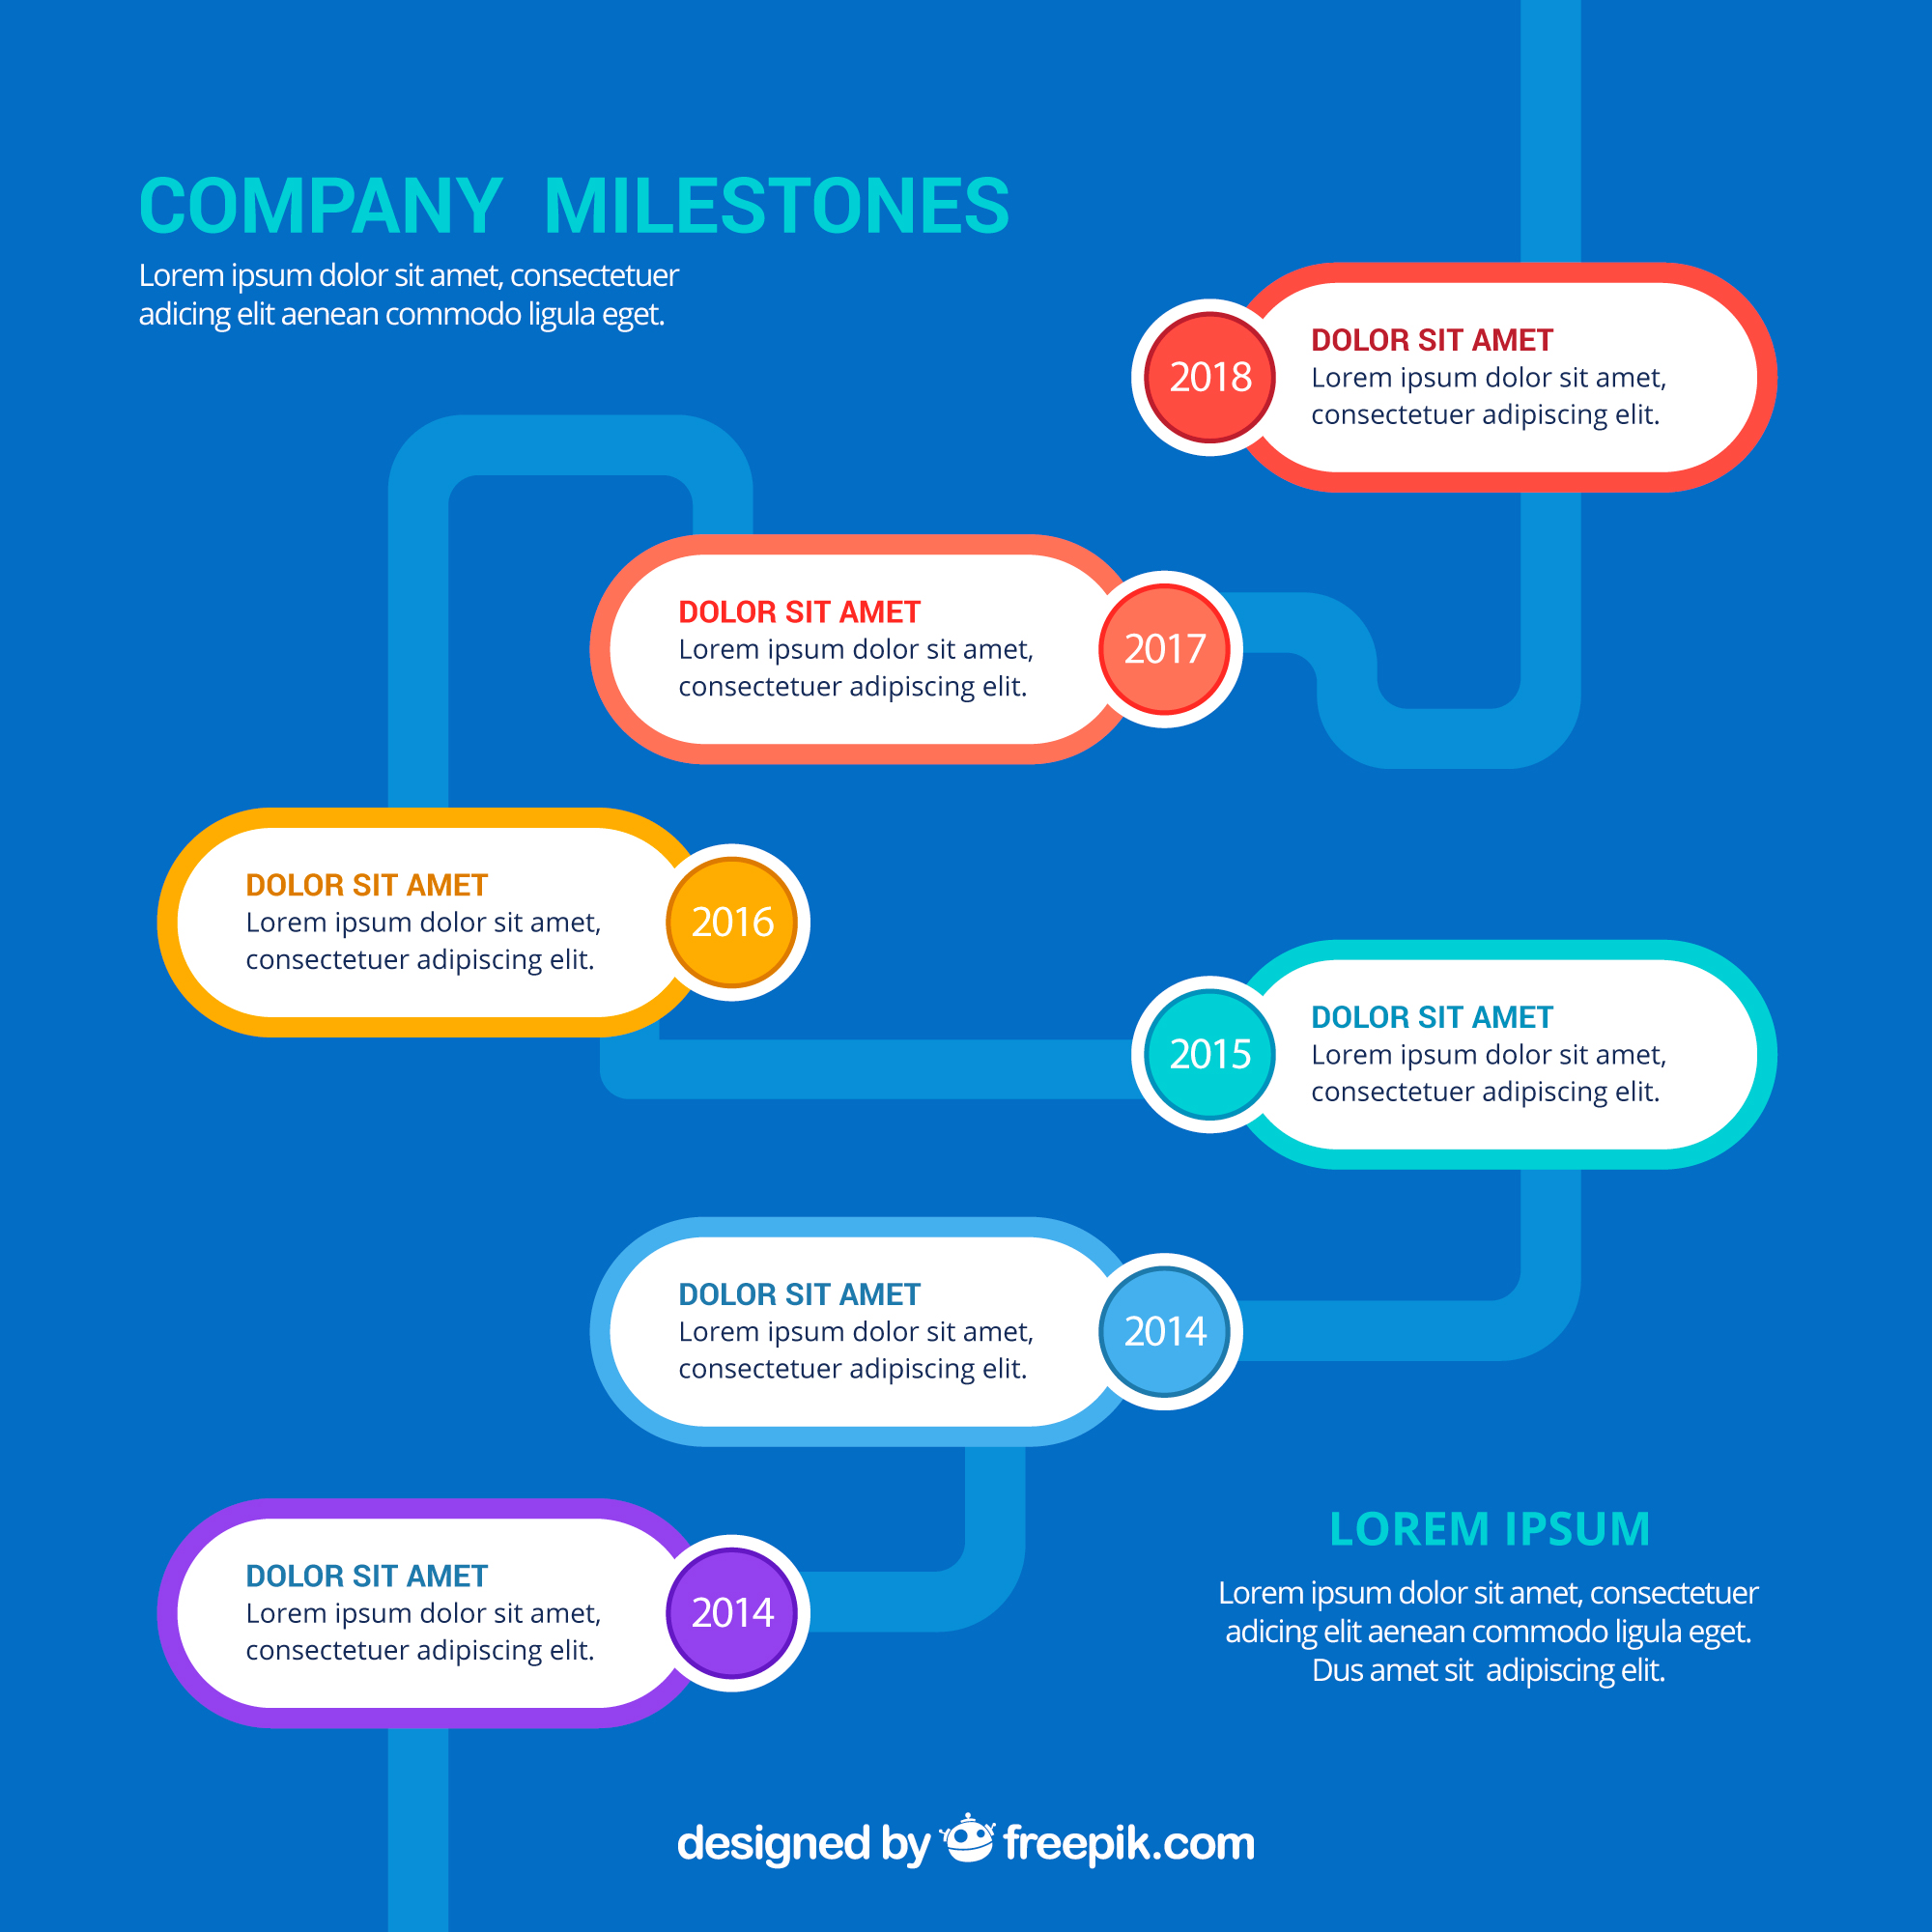 COMPANY MILESTONES
Lorem ipsum dolor sit amet, consectetuer
adicing elit aenean commodo ligula eget.
2018
DOLOR SIT AMET
Lorem ipsum dolor sit amet,
consectetuer adipiscing elit.
DOLOR SIT AMET
Lorem ipsum dolor sit amet,
consectetuer adipiscing elit.
2017
DOLOR SIT AMET
Lorem ipsum dolor sit amet,
consectetuer adipiscing elit.
2016
2015
DOLOR SIT AMET
Lorem ipsum dolor sit amet,
consectetuer adipiscing elit.
DOLOR SIT AMET
Lorem ipsum dolor sit amet,
consectetuer adipiscing elit.
2014
DOLOR SIT AMET
Lorem ipsum dolor sit amet,
consectetuer adipiscing elit.
2014
LOREM IPSUM
Lorem ipsum dolor sit amet, consectetuer
adicing elit aenean commodo ligula eget.
Dus amet sit adipiscing elit.
designed by freepik.com